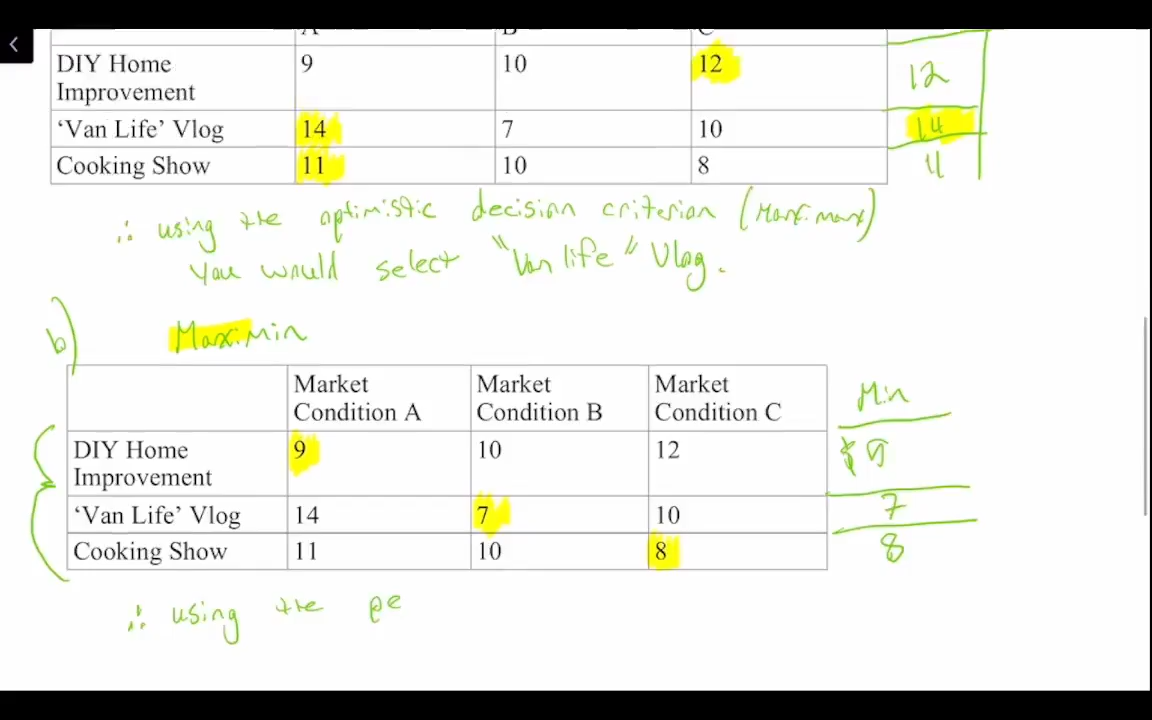 A B C
DIY Home Improvement 9 10 12 12
'Van Life' Vlog 14 7 10 14
Cooking Show 11 10 8 11
∴ using the optimistic decision criterion (Maximax)
You would select "Van life" Vlog.
b) Maximin
Market Condition A Market Condition B Market Condition C Min
DIY Home Improvement 9 10 12 $9
'Van Life' Vlog 14 7 10 7
Cooking Show 11 10 8 8
∴ using the pe